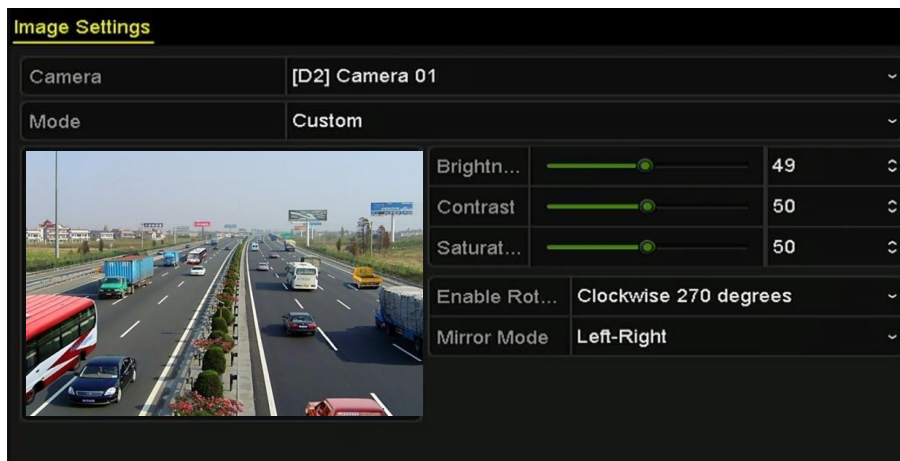 Image Settings
Camera [D2] Camera 01
Mode Custom
Brightn... 49
Contrast 50
Saturat... 50
Enable Rot... Clockwise 270 degrees
Mirror Mode Left-Right